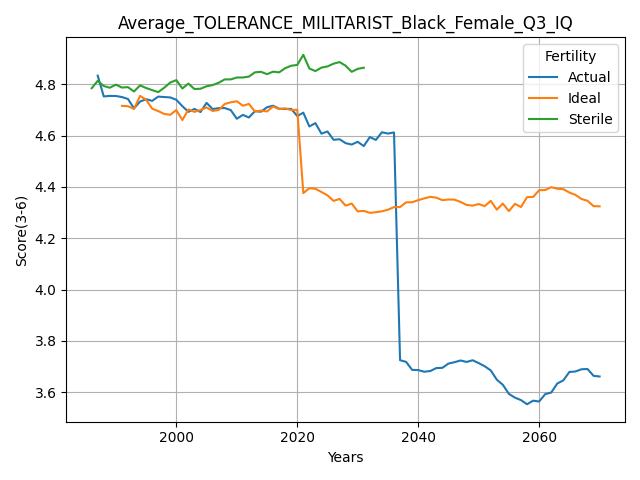 Average_TOLERANCE_MILITARIST_Black_Female_Q3_IQ
Fertility
Actual
Ideal
Sterile
Score(3-6)
4.8
4.6
4.4
4.2
4.0
3.8
3.6
2000 2020 2040 2060
Years